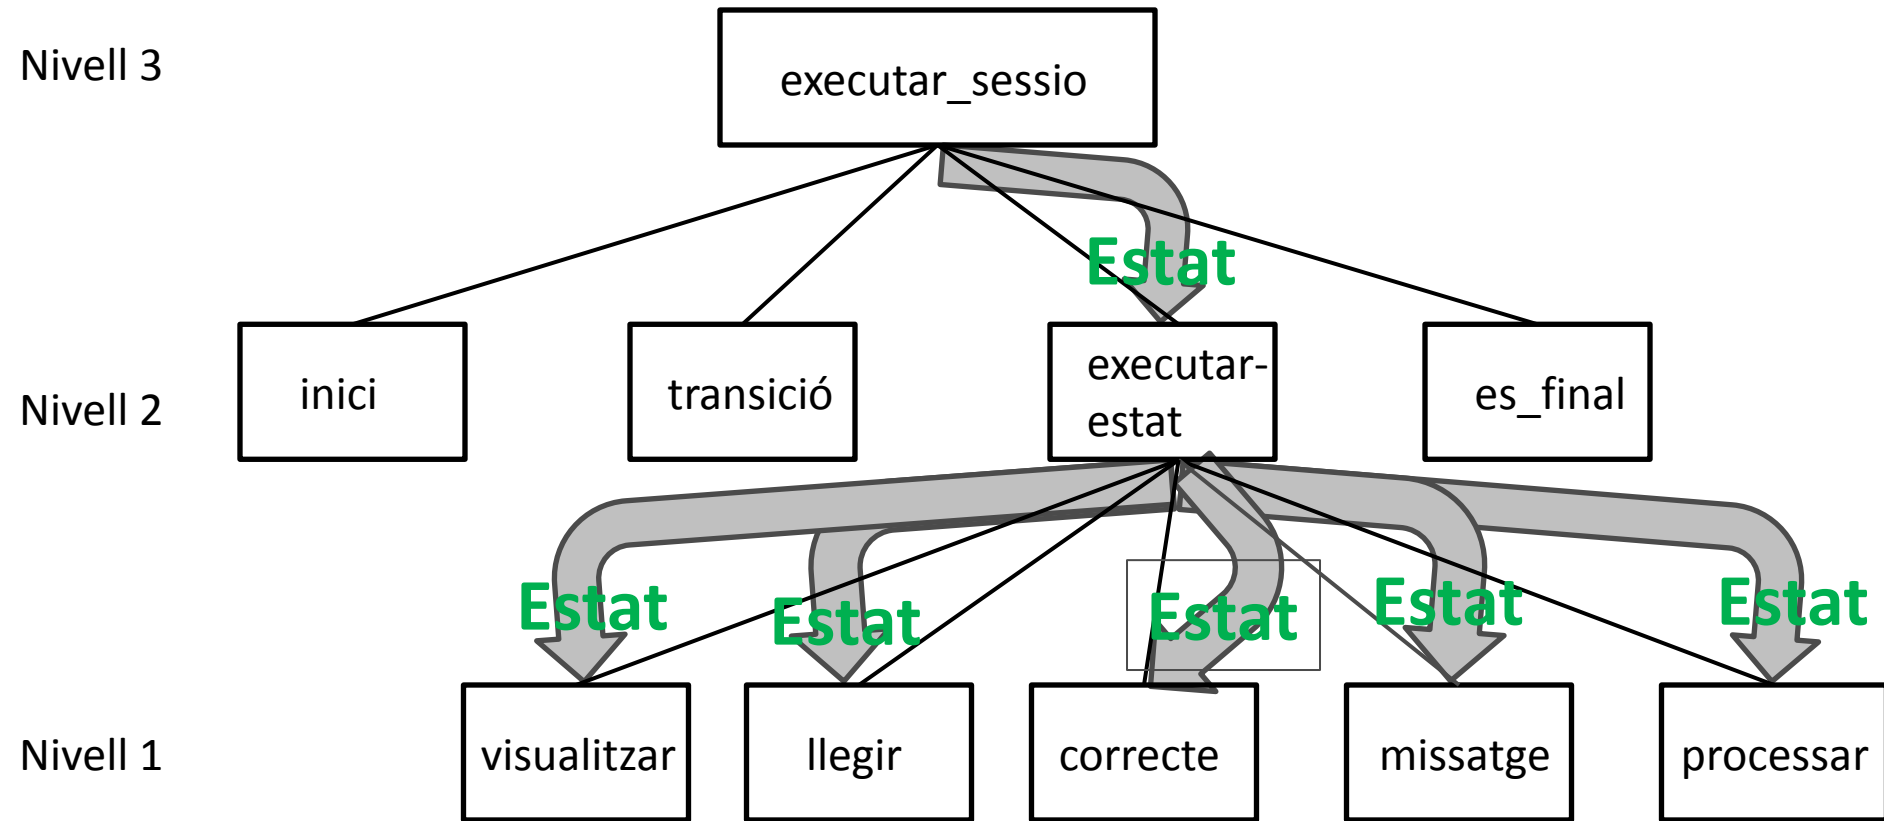 Nivell 3
executar_sessio
Estat
Nivell 2
inici
transició
executar-
estat
es_final
Estat
Estat
Estat
Estat
Estat
Nivell 1
visualitzar
llegir
correcte
missatge
processar